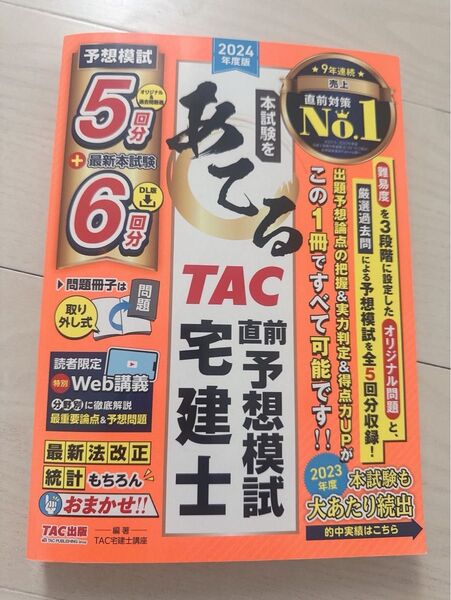 2024
年度版
予想模試
5回分
オリジナル&
過去問厳選
+最新本試験
6回分
DL版
本試験を
あてる
TAC
直前予想模試
宅建士
★9年連続★
売上
直前対策
No.1
難易度を3段階に設定したオリジナル問題と、
厳選過去問による予想模試を全5回分収録!
出題予想論点の把握&実力判定&得点力UPが
この1冊ですべて可能です!!
問題冊子は
取り
外し式
問題
読者限定
特別 Web講義
分野別に徹底解説
最重要論点&予想問題
最新法改正
統計もちろん
おまかせ!!
2023
年度
本試験も
大あたり続出
的中実績はこちら
TAC出版
TAC PUBLISHING Group
編著
TAC宅建士講座